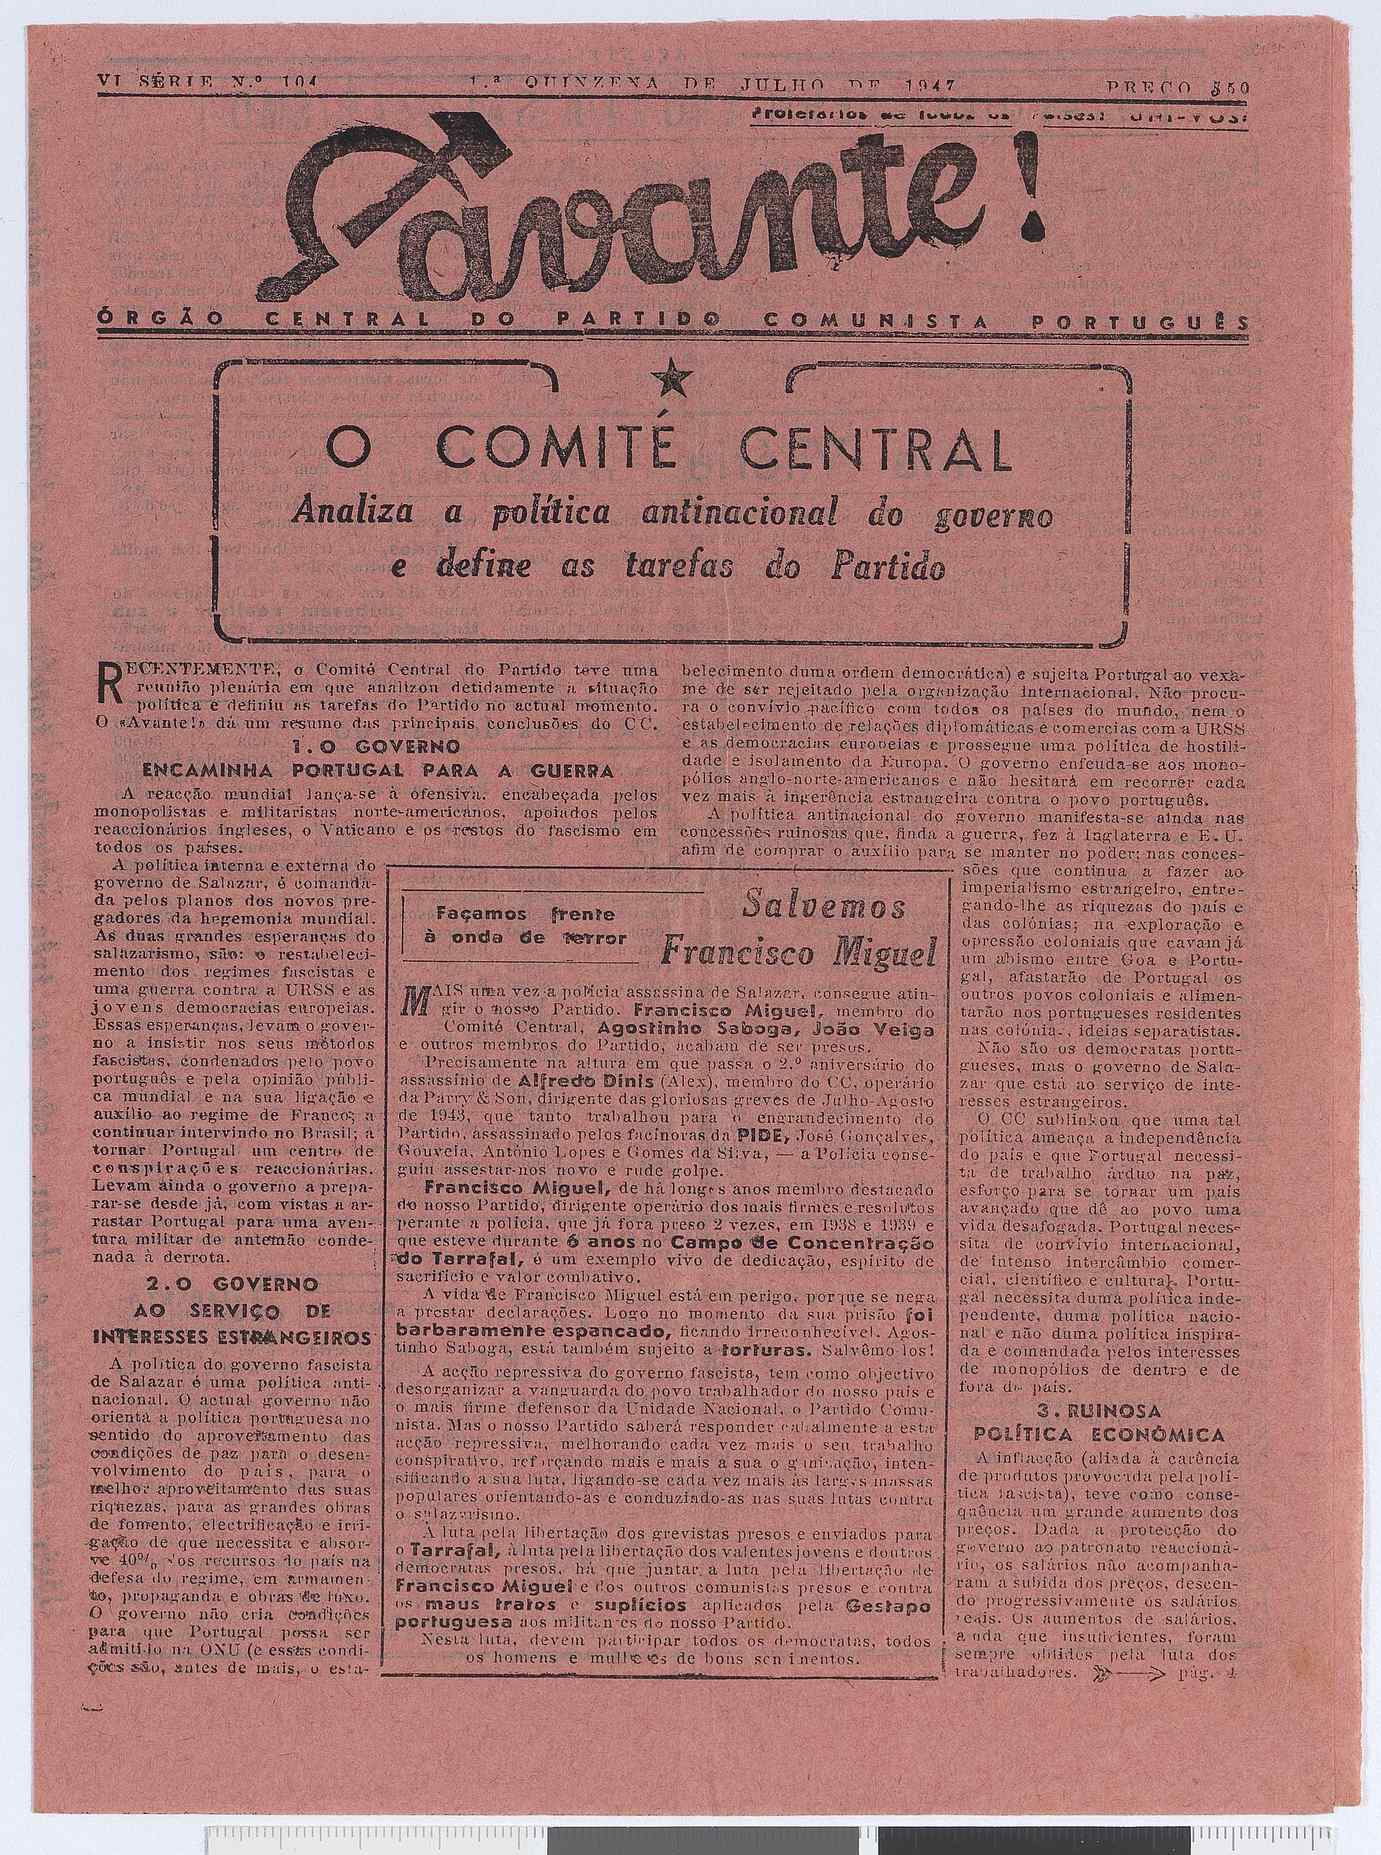 VI SÉRIE N.º 104 1.ª QUINZENA DE JULHO DE 1947 PREÇO $50
Proletários de todos os Países! UNI-VOS!
avante!
ÓRGÃO CENTRAL DO PARTIDO COMUNISTA PORTUGUÊS
O COMITÉ CENTRAL
Analiza a política antinacional do governo
e define as tarefas do Partido
RECENTEMENTE, o Comité Central do Partido teve uma
reunião plenária em que analizou detidamente a situação
política e definiu as tarefas do Partido no actual momento.
O «Avante!» dá um resumo das principais conclusões do CC.
1. O GOVERNO
ENCAMINHA PORTUGAL PARA A GUERRA
A reacção mundial lança-se à ofensiva, encabeçada pelos
monopolistas e militaristas norte-americanos, apoiados pelos
reaccionários ingleses, o Vaticano e os restos do fascismo em
todos os países.
A política interna e externa do
governo de Salazar, é comanda-
da pelos planos dos novos pre-
gadores da hegemonia mundial.
As duas grandes esperanças do
salazarismo, são: o restabeleci-
mento dos regimes fascistas e
uma guerra contra a URSS e as
jovens democracias europeias.
Essas esperanças, levam o gover-
no a insistir nos seus métodos
fascistas, condenados pelo povo
português e pela opinião públi-
ca mundial e na sua ligação e
auxílio ao regime de Franco; a
continuar intervindo no Brasil; a
tornar Portugal um centro de
conspirações reaccionárias.
Levam ainda o governo a prepa-
rar-se desde já, com vistas a ar-
rastar Portugal para uma aven-
tura militar de antemão conde-
nada à derrota.
2. O GOVERNO
AO SERVIÇO DE
INTERESSES ESTRANGEIROS
A política do governo fascista
de Salazar é uma política anti-
nacional. O actual governo não
orienta a política portuguesa no
sentido do aproveitamento das
condições de paz para o desen-
volvimento do país, para o
melhor aproveitamento das suas
riquezas, para as grandes obras
de fomento, electrificação e irri-
gação de que necessita e absor-
ve 40% dos recursos do país na
defesa do regime, em armamen-
to, propaganda e obras de luxo.
O governo não cria condições
para que Portugal possa ser
admitido na ONU (e essas condi-
ções são, antes de mais, o esta-
belecimento duma ordem democrática) e sujeita Portugal ao vexa-
me de ser rejeitado pela organização internacional. Não procu-
ra o convívio pacífico com todos os países do mundo, nem o
estabelecimento de relações diplomáticas e comercias com a URSS
e as democracias europeias e prossegue uma política de hostili-
dade e isolamento da Europa. O governo enfeuda-se aos mono-
pólios anglo-norte-americanos e não hesitará em recorrer cada
vez mais à ingerência estrangeira contra o povo português.
A política antinacional do governo manifesta-se ainda nas
concessões ruinosas que, finda a guerra, fez à Inglaterra e E. U.
afim de comprar o auxílio para se manter no poder; nas conces-
sões que continua a fazer ao
imperialismo estrangeiro, entre-
gando-lhe as riquezas do país e
das colónias; na exploração e
opressão coloniais que cavam já
um abismo entre Goa e Portu-
gal, afastarão de Portugal os
outros povos coloniais e alimen-
tarão nos portugueses residentes
nas colónias, ideias separatistas.
Não são os democratas portu-
gueses, mas o governo de Sala-
zar que está ao serviço de inte-
resses estrangeiros.
O CC sublinhou que uma tal
política ameaça a independência
do país e que Portugal necessi-
ta de trabalho árduo na paz,
esforço para se tornar um país
avançado que dê ao povo uma
vida desafogada. Portugal neces-
sita de convívio internacional,
de intenso intercâmbio comer-
cial, científico e cultural. Portu-
gal necessita duma política inde-
pendente, duma política nacio-
nal e não duma política inspira-
da e comandada pelos interesses
de monopólios de dentro e de
fora do país.
3. RUINOSA
POLÍTICA ECONÓMICA
A inflacção (aliada à carência
de produtos provocada pela polí-
tica fascista), teve como conse-
quência um grande aumento dos
preços. Dada a protecção do
governo ao patronato reaccioná-
rio, os salários não acompanha-
ram a subida dos preços, descen-
do progressivamente os salários
reais. Os aumentos de salários,
ainda que insuficientes, foram
sempre obtidos pela luta dos
trabalhadores. pág. 4
Façamos frente
à onda de terror
Salvemos
Francisco Miguel
MAIS uma vez a polícia assassina de Salazar, consegue atin-
gir o nosso Partido. Francisco Miguel, membro do
Comité Central, Agostinho Saboga, João Veiga
e outros membros do Partido, acabam de ser presos.
Precisamente na altura em que passa o 2.º aniversário do
assassínio de Alfredo Dinis (Alex), membro do CC, operário
da Parry & Son, dirigente das gloriosas greves de Julho-Agosto
de 1943, que tanto trabalhou para o engrandecimento do
Partido, assassinado pelos facínoras da PIDE, José Gonçalves,
Gouveia, António Lopes e Gomes da Silva, — a Polícia conse-
guiu assestar-nos novo e rude golpe.
Francisco Miguel, de há longos anos membro destacado
do nosso Partido, dirigente operário dos mais firmes e resolutos
perante a polícia, que já fora preso 2 vezes, em 1938 e 1939 e
que esteve durante 6 anos no Campo de Concentração
do Tarrafal, é um exemplo vivo de dedicação, espírito de
sacrifício e valor combativo.
A vida de Francisco Miguel está em perigo, porque se nega
a prestar declarações. Logo no momento da sua prisão foi
barbaramente espancado, ficando irreconhecível. Agos-
tinho Saboga, está também sujeito a torturas. Salvêmo los!
A acção repressiva do governo fascista, tem como objectivo
desorganizar a vanguarda do povo trabalhador do nosso país e
o mais firme defensor da Unidade Nacional, o Partido Comu-
nista. Mas o nosso Partido saberá responder cabalmente a esta
acção repressiva, melhorando cada vez mais o seu trabalho
conspirativo, reforçando mais e mais a sua organização, inten-
sificando a sua luta, ligando-se cada vez mais às largas massas
populares orientando-as e conduzindo-as nas suas lutas contra
o salazarismo.
À luta pela libertação dos grevistas presos e enviados para
o Tarrafal, à luta pela libertação dos valentes jovens e doutros
democratas presos, há que juntar a luta pela libertação de
Francisco Miguel e dos outros comunistas presos e contra
os maus tratos e suplícios aplicados pela Gestapo
portuguesa aos militantes do nosso Partido.
Nesta luta, devem participar todos os democratas, todos
os homens e mulheres de bons sentimentos.